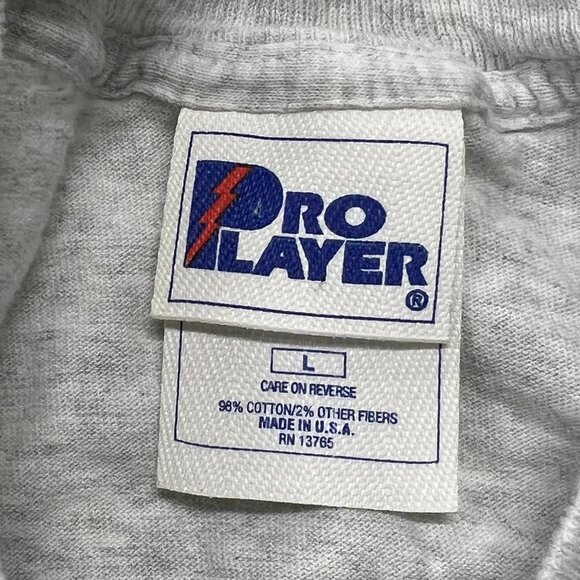 PRO
PLAYER
®
L
CARE ON REVERSE
98% COTTON/2% OTHER FIBERS
MADE IN U.S.A.
RN 13765